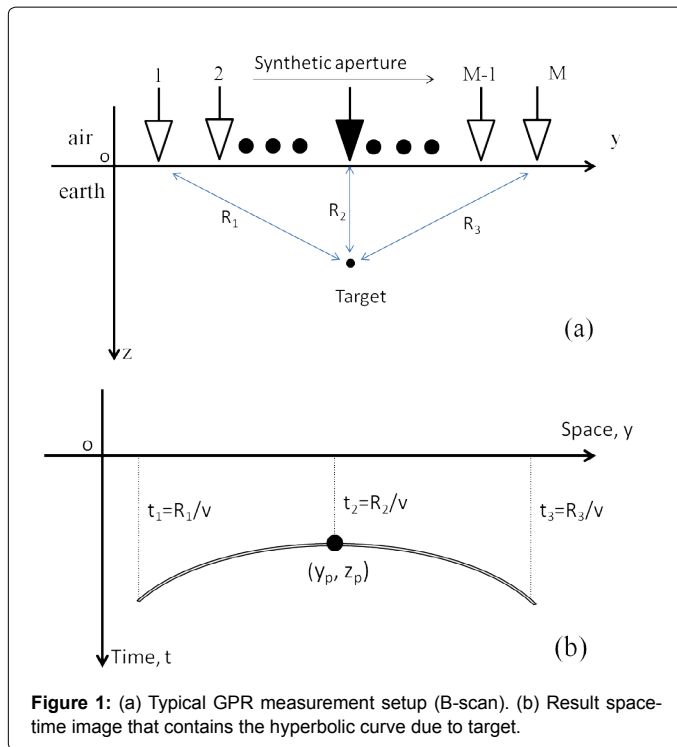 1 2 Synthetic aperture M-1 M
air
o y
earth
R₁ R₂ R₃
Target
(a)
z
o Space, y
t₁=R₁/v t₂=R₂/v t₃=R₃/v
(yₚ, zₚ)
(b)
Time, t
Figure 1: (a) Typical GPR measurement setup (B-scan). (b) Result space-
time image that contains the hyperbolic curve due to target.